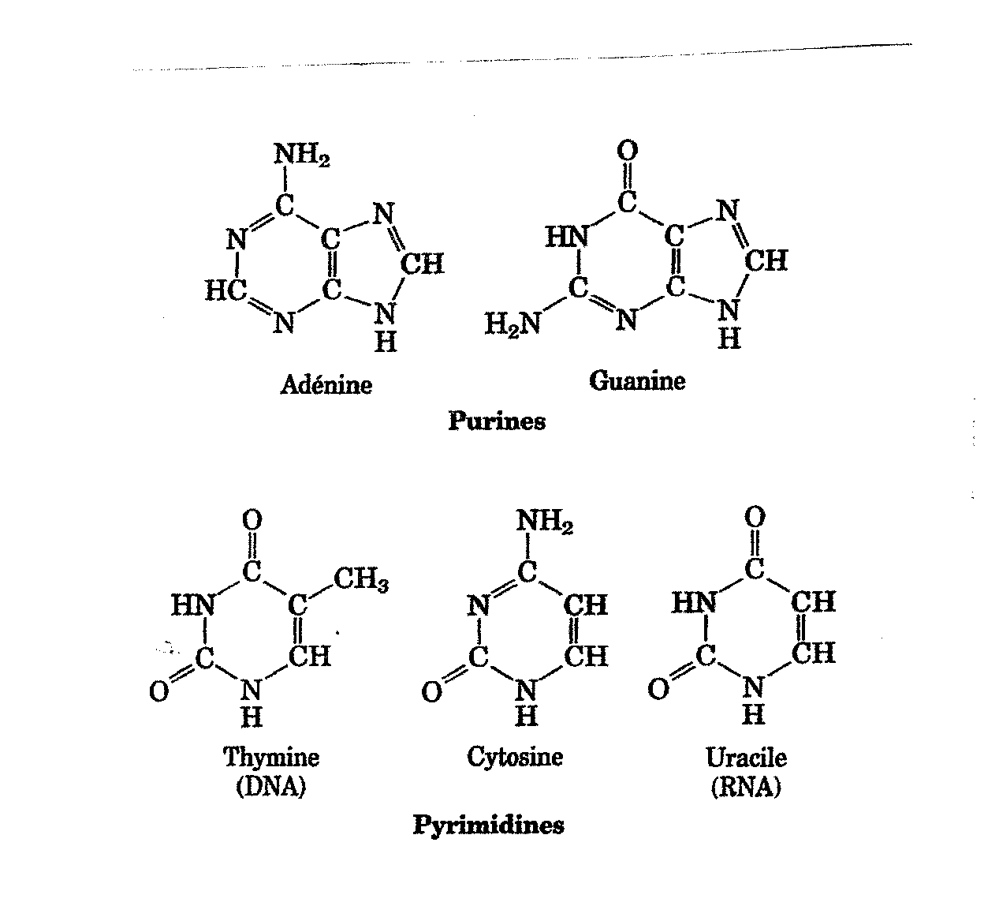 NH2
O
C
C
N
N
N
C
HN
C
CH
CH
HC
C
C
C
N
N
H2N
N
N
H
H
Adénine
Guanine
Purines
O
NH2
O
C
CH3
C
C
HN
C
N
CH
HN
CH
C
CH
C
CH
C
CH
O
N
O
N
O
N
H
H
H
Thymine
Cytosine
Uracile
(DNA)
(RNA)
Pyrimidines